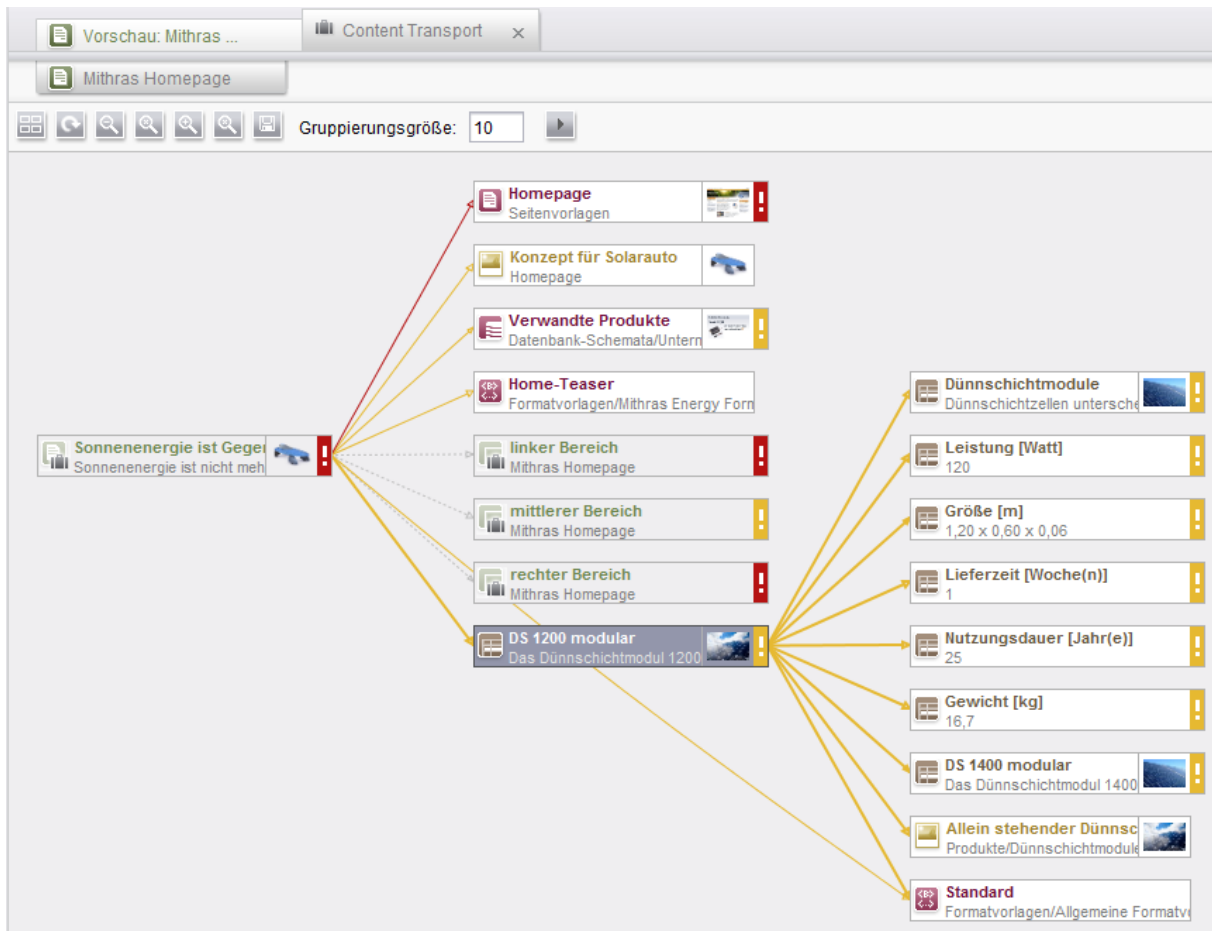 Vorschau: Mithras ...
Content Transport
Mithras Homepage
Gruppierungsgröße: 10
Homepage
Seitenvorlagen
Konzept für Solarauto
Homepage
Verwandte Produkte
Datenbank-Schemata/Untern
Home-Teaser
Formatvorlagen/Mithras Energy Forn
Sonnenenergie ist Gegen
Sonnenenergie ist nicht meh
linker Bereich
Mithras Homepage
mittlerer Bereich
Mithras Homepage
rechter Bereich
Mithras Homepage
DS 1200 modular
Das Dünnschichtmodul 1200
Dünnschichtmodule
Dünnschichtzellen untersche
Leistung [Watt]
120
Größe [m]
1,20 x 0,60 x 0,06
Lieferzeit [Woche(n)]
1
Nutzungsdauer [Jahr(e)]
25
Gewicht [kg]
16,7
DS 1400 modular
Das Dünnschichtmodul 1400
Allein stehender Dünnsc
Produkte/Dünnschichtmodule
Standard
Formatvorlagen/Allgemeine Formatvo